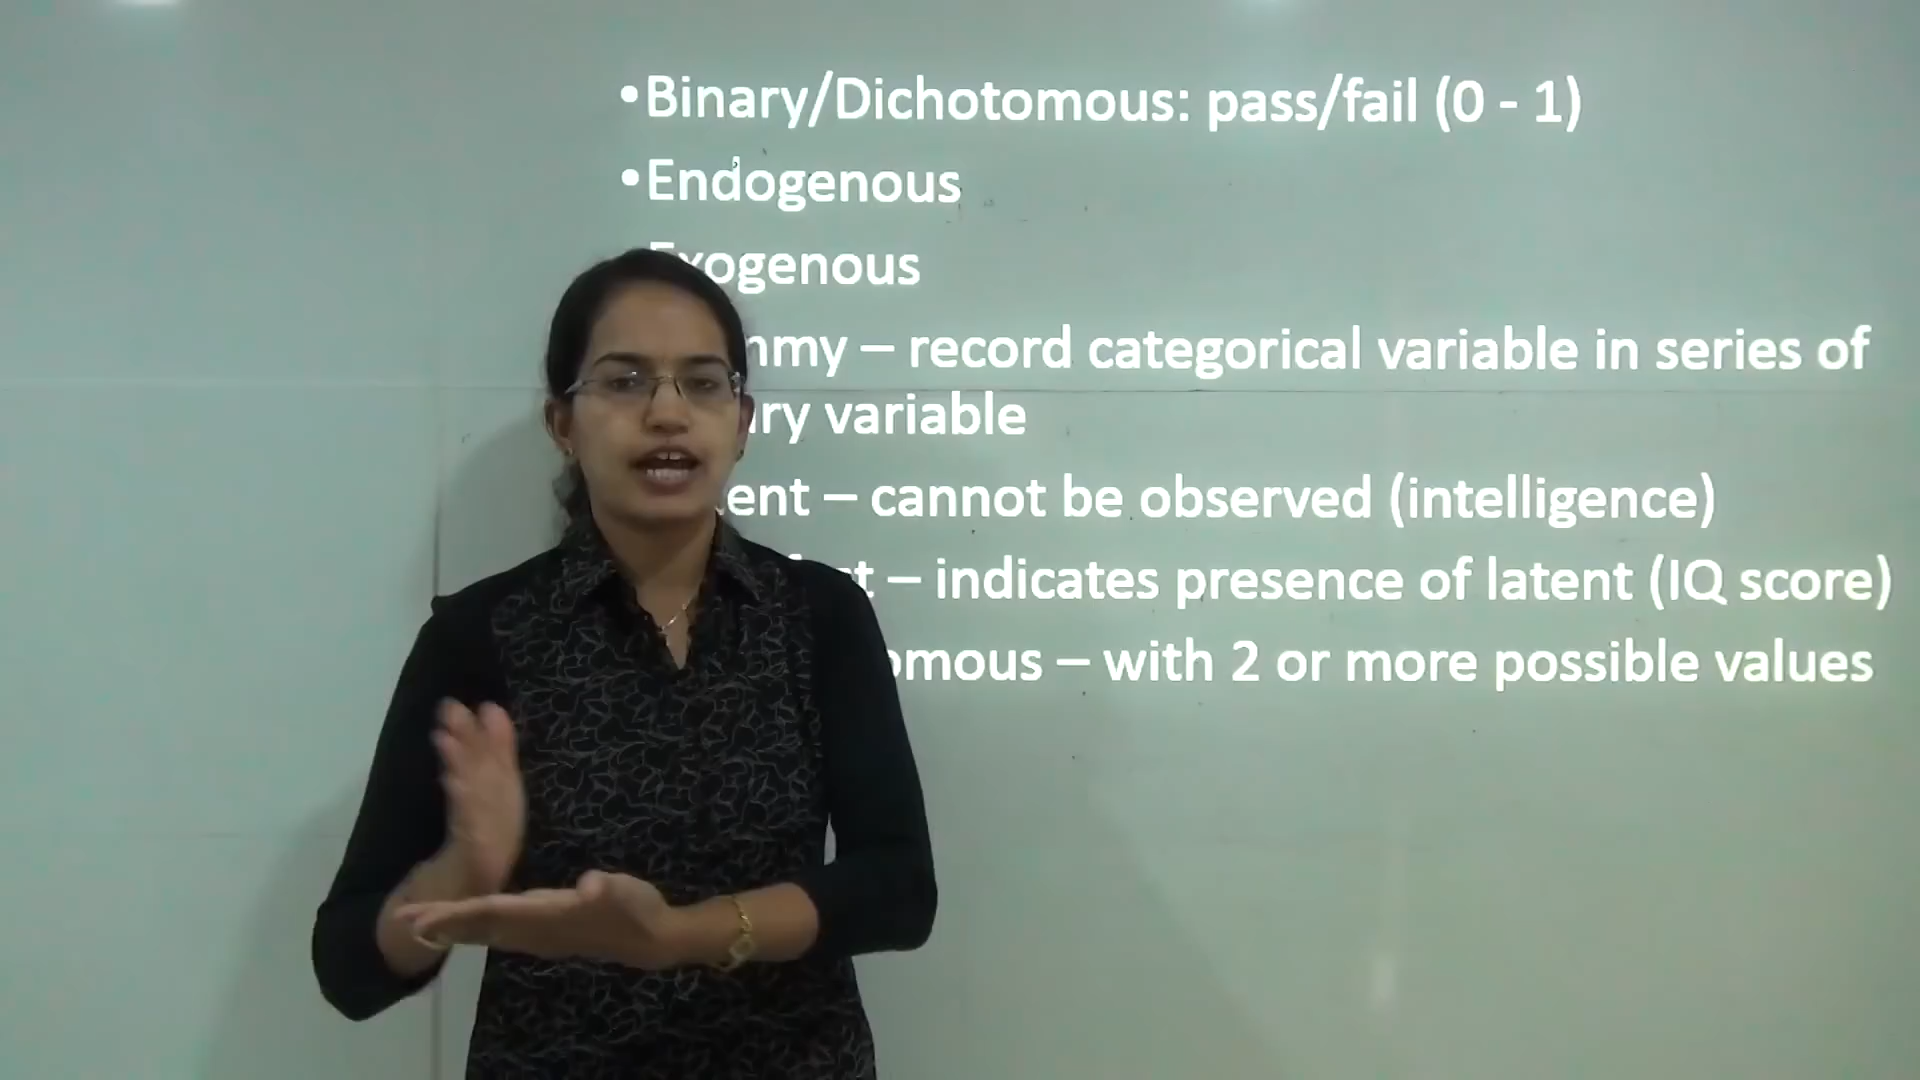 •Binary/Dichotomous: pass/fail (0 - 1)
•Endogenous
Exogenous
– record categorical variable in series of
variable
– cannot be observed (intelligence)
– indicates presence of latent (IQ score)
– with 2 or more possible values